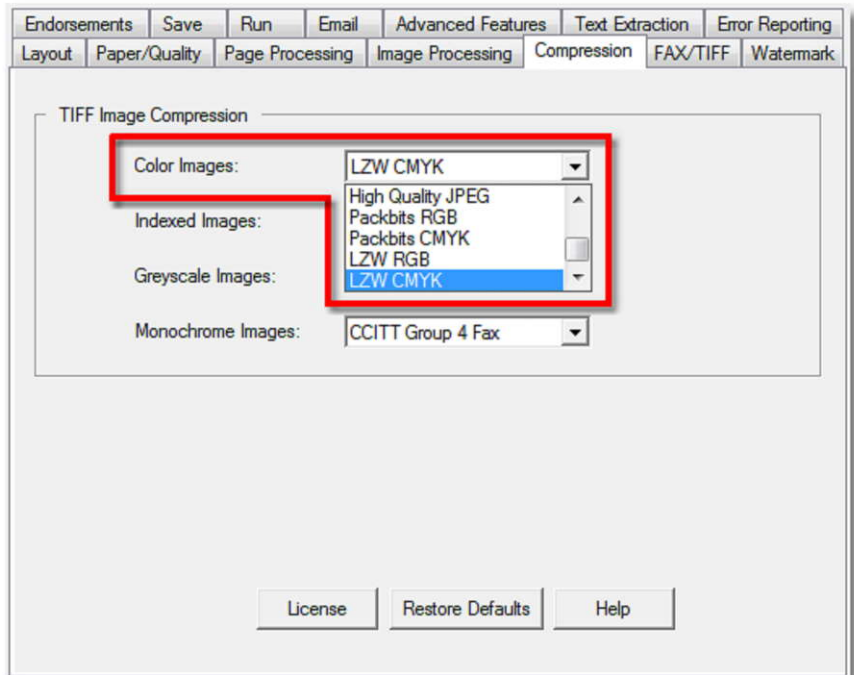 Endorsements Save Run Email Advanced Features Text Extraction Error Reporting
Layout Paper/Quality Page Processing Image Processing Compression FAX/TIFF Watermark
TIFF Image Compression
Color Images: LZW CMYK
High Quality JPEG
Indexed Images: Packbits RGB
Packbits CMYK
LZW RGB
Greyscale Images: LZW CMYK
Monochrome Images: CCITT Group 4 Fax
License Restore Defaults Help